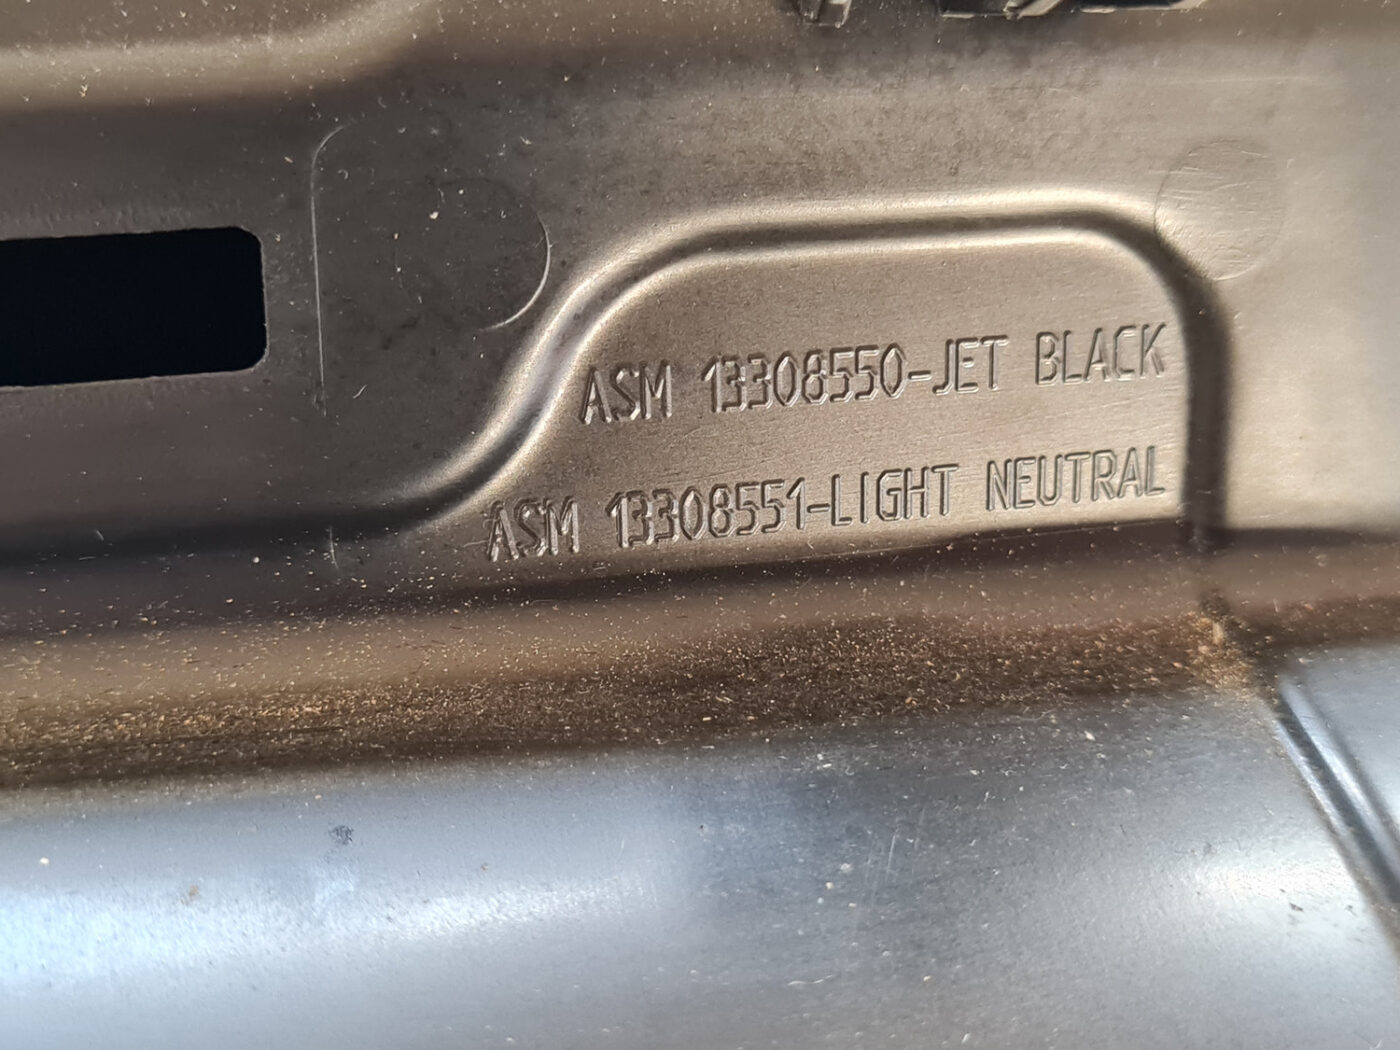 ASM 13308550-JET BLACK
ASM 13308551-LIGHT NEUTRAL